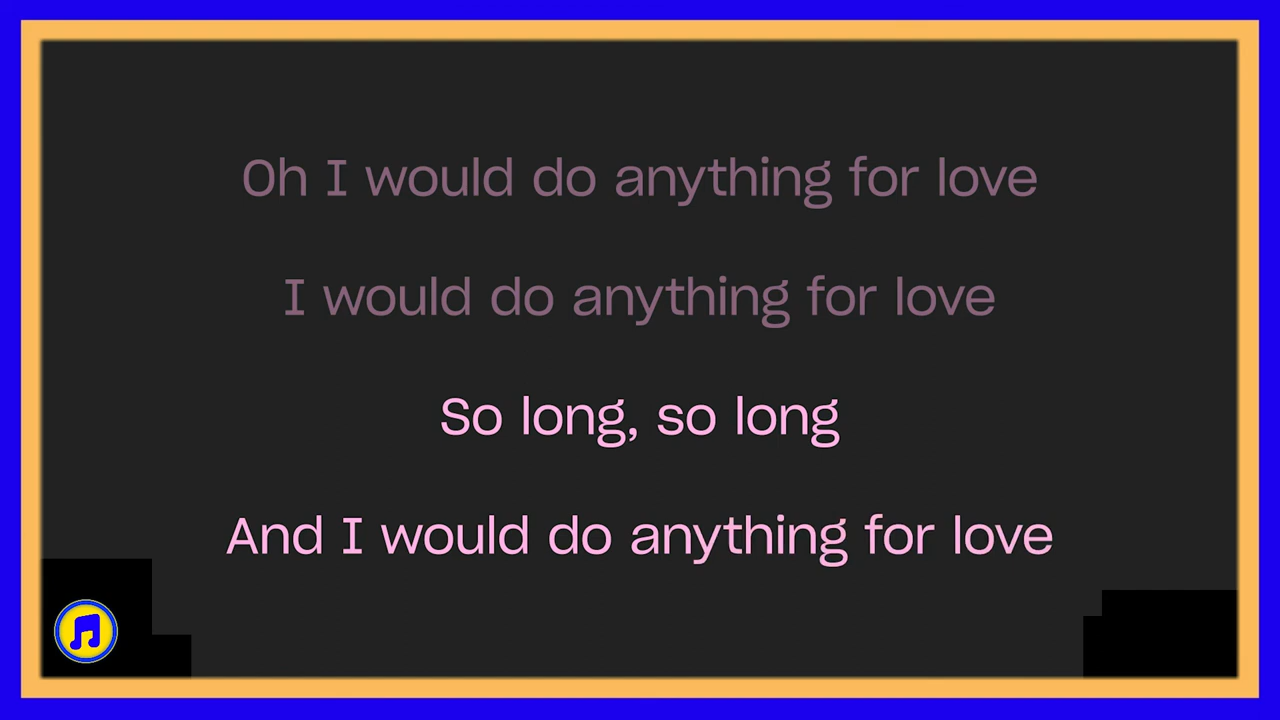 Oh I would do anything for love
I would do anything for love
So long, so long
And I would do anything for love